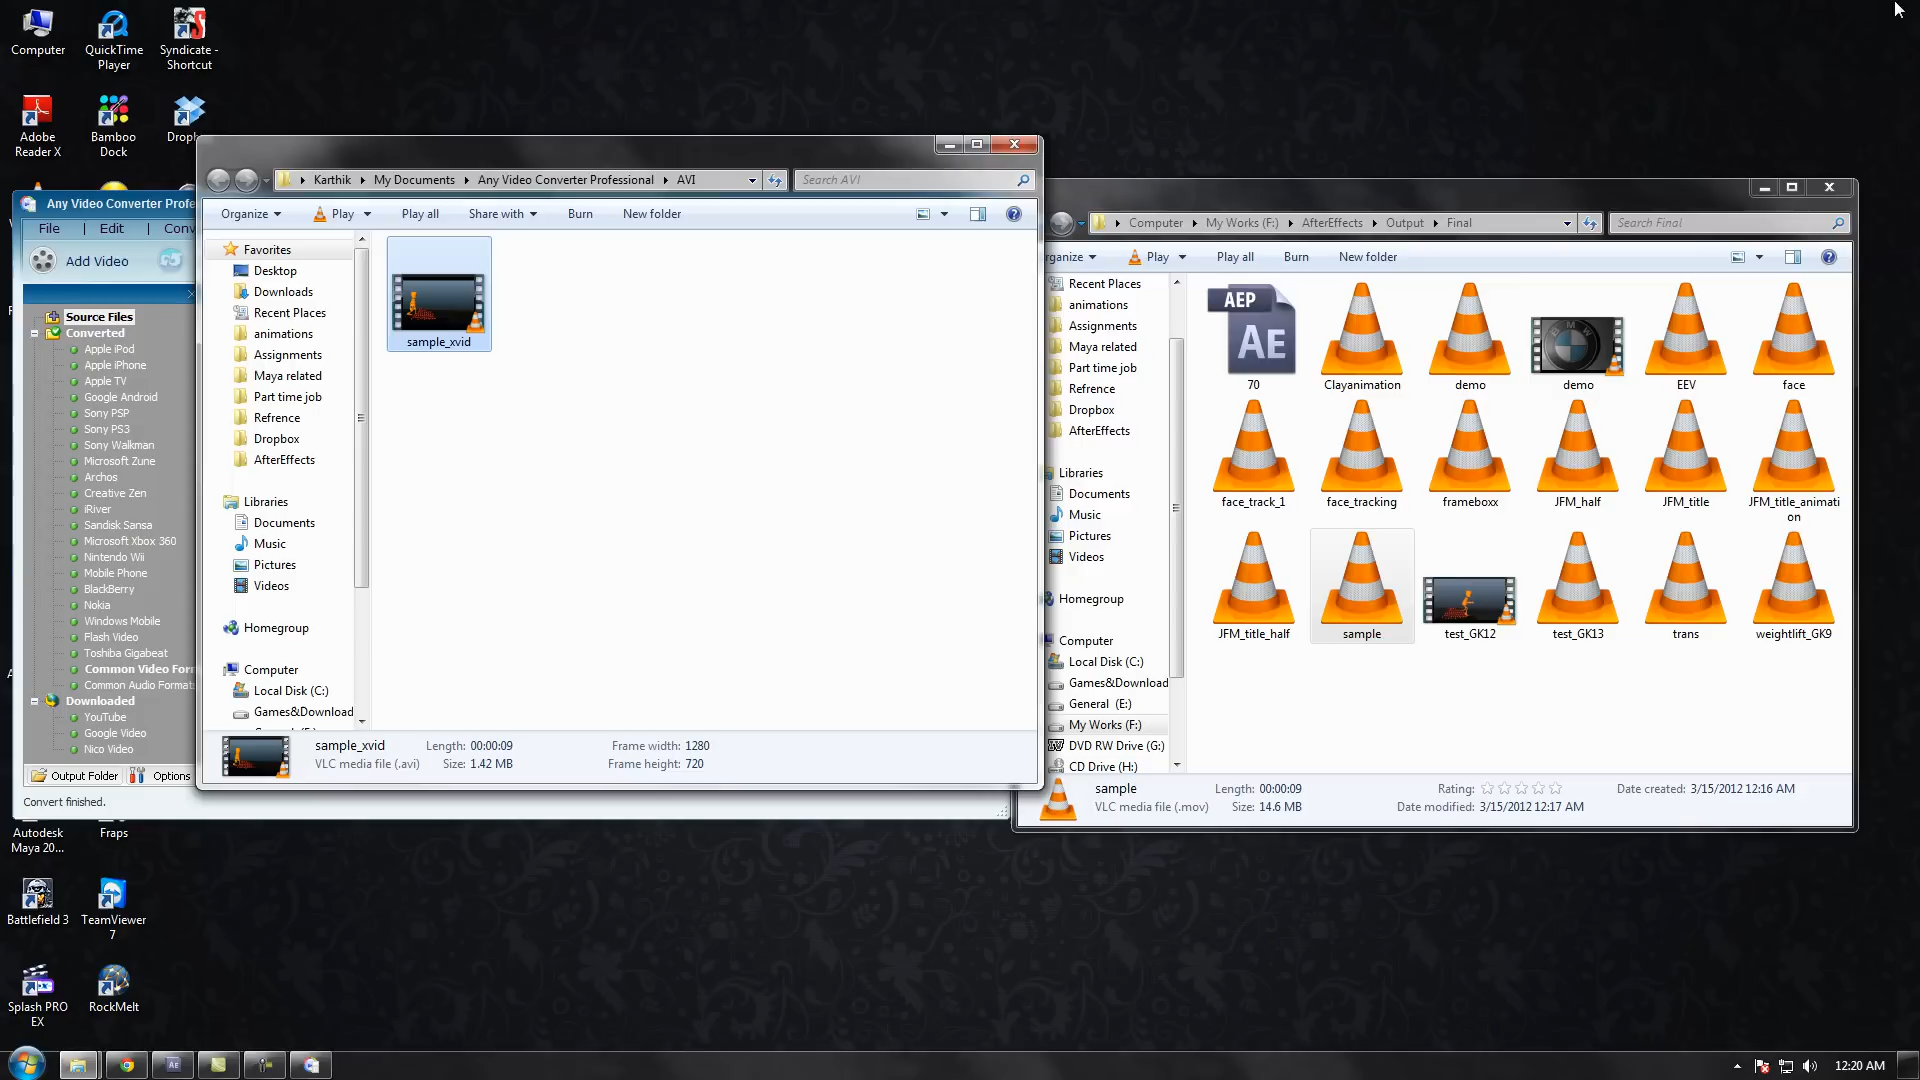 Computer
QuickTime
Player
Syndicate -
Shortcut
Adobe
Reader X
Bamboo
Dock
Any Video Converter Profe
File
Edit
Add Video
Source Files
Converted
Apple iPod
Apple iPhone
Apple TV
Google Android
Sony PSP
Sony PS3
Sony Walkman
Microsoft Zune
Archos
Creative Zen
iRiver
Sandisk Sansa
Microsoft Xbox 360
Nintendo Wii
Mobile Phone
BlackBerry
Nokia
Windows Mobile
Flash Video
Toshiba Gigabeat
Common Video Form
Common Audio Formats
Downloaded
YouTube
Google Video
Nico Video
Output Folder
Options
Convert finished.
Karthik
My Documents
Any Video Converter Professional
AVI
Search AVI
Organize
Play
Play all
Share with
Burn
New folder
Favorites
Desktop
Downloads
Recent Places
animations
Assignments
Maya related
Part time job
Refrence
Dropbox
AfterEffects
Libraries
Documents
Music
Pictures
Videos
Homegroup
Computer
Local Disk (C:)
Games&Download
sample_xvid
sample_xvid
Length: 00:00:09
Frame width: 1280
VLC media file (.avi)
Size: 1.42 MB
Frame height: 720
Computer
My Works (F:)
AfterEffects
Output
Final
Search Final
rganize
Play
Play all
Burn
New folder
Recent Places
animations
Assignments
Maya related
Part time job
Refrence
Dropbox
AfterEffects
Libraries
Documents
Music
Pictures
Videos
Homegroup
Computer
Local Disk (C:)
Games&Download
General (E:)
My Works (F:)
DVD RW Drive (G:)
CD Drive (H:)
AEP
AE
BMW
70
Clayanimation
demo
demo
EEV
face
face_track_1
face_tracking
frameboxx
JFM_half
JFM_title
JFM_title_animati
on
JFM_title_half
sample
test_GK12
test_GK13
trans
weightlift_GK9
sample
Length: 00:00:09
Rating:
Date created: 3/15/2012 12:16 AM
VLC media file (.mov)
Size: 14.6 MB
Date modified: 3/15/2012 12:17 AM
Autodesk
Maya 20...
Fraps
Battlefield 3
TeamViewer
7
Splash PRO
EX
RockMelt
12:20 AM